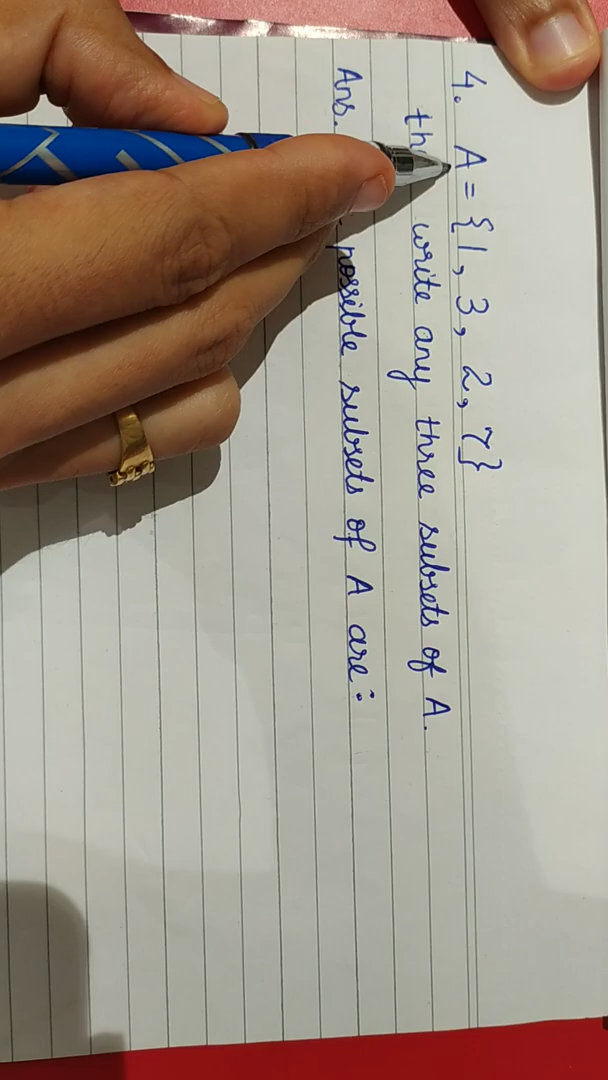 4. A = {1, 3, 2, 7}
write any three subsets of A.
Ans. possible subsets of A are :